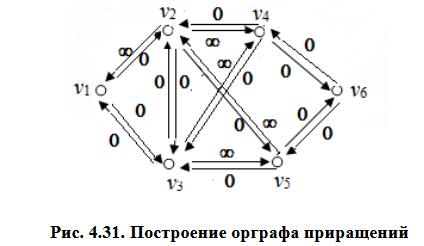 0
v2 v4
∞ 0 ∞ 0
∞
v1 0 0 0 0 v6
0 0 ∞ 0
0 ∞ 0
v3 0 v5
Рис. 4.31. Построение орграфа приращений